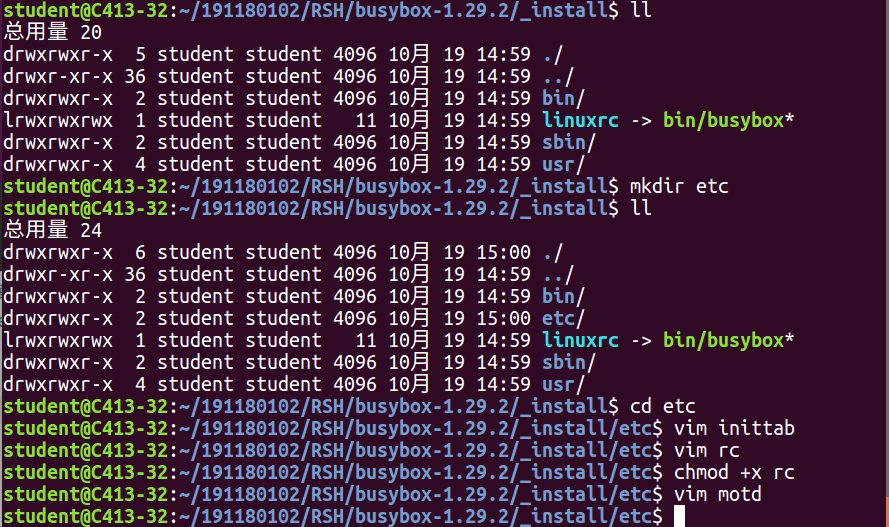 student@C413-32:~/191180102/RSH/busybox-1.29.2/_install$ ll
总用量 20
drwxrwxr-x  5 student student 4096 10月 19 14:59 ./
drwxr-xr-x 36 student student 4096 10月 19 14:59 ../
drwxrwxr-x  2 student student 4096 10月 19 14:59 bin/
lrwxrwxrwx  1 student student   11 10月 19 14:59 linuxrc -> bin/busybox*
drwxrwxr-x  2 student student 4096 10月 19 14:59 sbin/
drwxrwxr-x  4 student student 4096 10月 19 14:59 usr/
student@C413-32:~/191180102/RSH/busybox-1.29.2/_install$ mkdir etc
student@C413-32:~/191180102/RSH/busybox-1.29.2/_install$ ll
总用量 24
drwxrwxr-x  6 student student 4096 10月 19 15:00 ./
drwxr-xr-x 36 student student 4096 10月 19 14:59 ../
drwxrwxr-x  2 student student 4096 10月 19 14:59 bin/
drwxrwxr-x  2 student student 4096 10月 19 15:00 etc/
lrwxrwxrwx  1 student student   11 10月 19 14:59 linuxrc -> bin/busybox*
drwxrwxr-x  2 student student 4096 10月 19 14:59 sbin/
drwxrwxr-x  4 student student 4096 10月 19 14:59 usr/
student@C413-32:~/191180102/RSH/busybox-1.29.2/_install$ cd etc
student@C413-32:~/191180102/RSH/busybox-1.29.2/_install/etc$ vim inittab
student@C413-32:~/191180102/RSH/busybox-1.29.2/_install/etc$ vim rc
student@C413-32:~/191180102/RSH/busybox-1.29.2/_install/etc$ chmod +x rc
student@C413-32:~/191180102/RSH/busybox-1.29.2/_install/etc$ vim motd
student@C413-32:~/191180102/RSH/busybox-1.29.2/_install/etc$